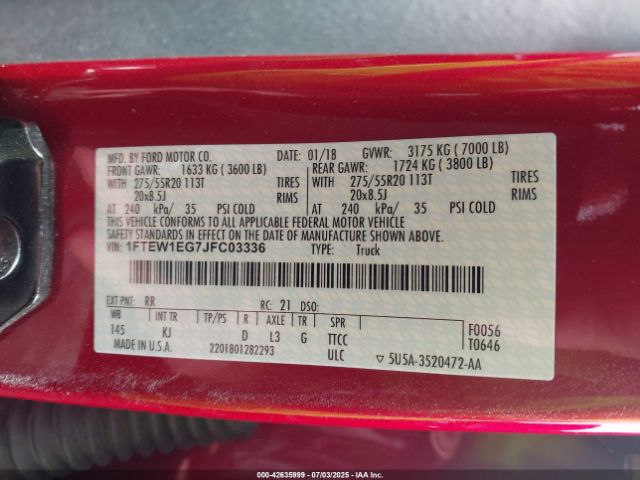 MFD. BY FORD MOTOR CO. DATE: 01/18 GVWR: 3175 KG ( 7000 LB)
FRONT GAWR: 1633 KG ( 3600 LB) REAR GAWR: 1724 KG ( 3800 LB)
WITH 275/55R20 113T TIRES WITH 275/55R20 113T TIRES
20x8.5J RIMS 20x8.5J RIMS
AT 240 kPa/ 35 PSI COLD AT 240 kPa/ 35 PSI COLD
THIS VEHICLE CONFORMS TO ALL APPLICABLE FEDERAL MOTOR VEHICLE
SAFETY STANDARDS IN EFFECT ON THE DATE OF MANUFACTURE SHOWN ABOVE.
VIN: 1FTEW1EG7JFC03336 TYPE: Truck
EXT PNT: RR RC: 21 DSO:
WB INT TR TP/PS R AXLE TR SPR F0056
145 KJ D L3 G TTCC T0646
MADE IN U.S.A. 2201801282293 ULC ▽ 5U5A-3520472-AA
000-42635999 - 07/03/2025 - IAA, Inc.